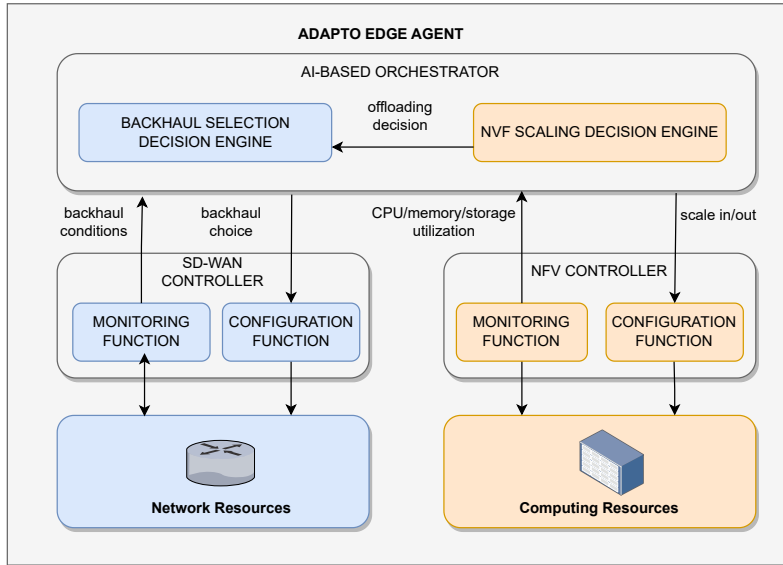 ADAPTO EDGE AGENT
AI-BASED ORCHESTRATOR
BACKHAUL SELECTION
DECISION ENGINE
offloading
decision
NVF SCALING DECISION ENGINE
backhaul
conditions
backhaul
choice
CPU/memory/storage
utilization
scale in/out
SD-WAN
CONTROLLER
MONITORING
FUNCTION
CONFIGURATION
FUNCTION
NFV CONTROLLER
MONITORING
FUNCTION
CONFIGURATION
FUNCTION
Network Resources
Computing Resources